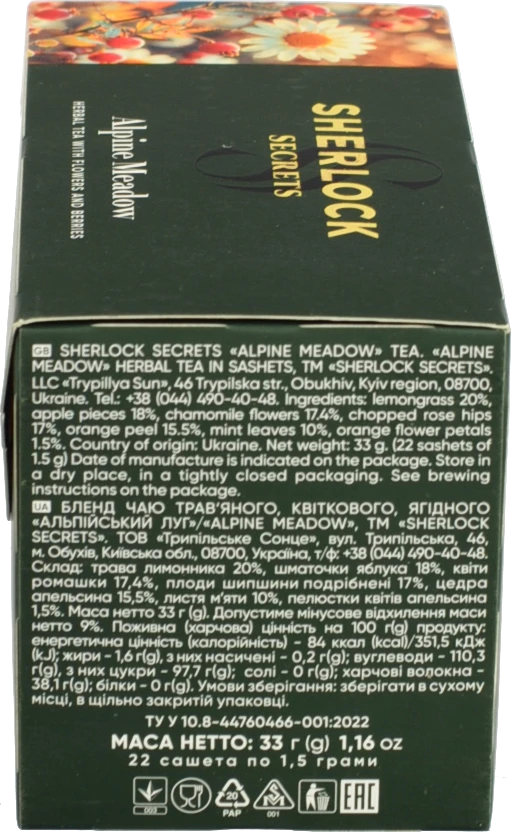 SHERLOCK
SECRETS
Alpine Meadow
HERBAL TEA WITH FLOWERS AND BERRIES
GB SHERLOCK SECRETS «ALPINE MEADOW» TEA. «ALPINE
MEADOW» HERBAL TEA IN SASHETS, TM «SHERLOCK SECRETS».
LLC «Trypillya Sun», 46 Trypilska str., Obukhiv, Kyiv region, 08700,
Ukraine. Tel.: +38 (044) 490-40-48. Ingredients: lemongrass 20%,
apple pieces 18%, chamomile flowers 17.4%, chopped rose hips
17%, orange peel 15.5%, mint leaves 10%, orange flower petals
1.5%. Country of origin: Ukraine. Net weight: 33 g. (22 sashets of
1.5 g) Date of manufacture is indicated on the package. Store in
a dry place, in a tightly closed packaging. See brewing
instructions on the package.
UA БЛЕНД ЧАЮ ТРАВ’ЯНОГО, КВІТКОВОГО, ЯГІДНОГО
«АЛЬПІЙСЬКИЙ ЛУГ»/«ALPINE MEADOW», ТМ «SHERLOCK
SECRETS». ТОВ «Трипільське Сонце», вул. Трипільська, 46,
м. Обухів, Київська обл., 08700, Україна, т/ф: +38 (044) 490-40-48.
Склад: трава лимонника 20%, шматочки яблука 18%, квіти
ромашки 17,4%, плоди шипшини подрібнені 17%, цедра
апельсина 15,5%, листя м’яти 10%, пелюстки квітів апельсина
1,5%. Маса нетто 33 г (g). Допустиме мінусове відхилення маси
нетто 9%. Поживна (харчова) цінність на 100 г(g) продукту:
енергетична цінність (калорійність) – 84 ккал (kcal)/351,5 кДж
(kJ); жири – 1,6 г(g), з них насичені – 0,2 г(g); вуглеводи – 110,3
г(g), з них цукри – 97,7 г(g); солі – 0 г(g); харчові волокна –
38,1 г(g); білки – 0 г(g). Умови зберігання: зберігати в сухому
місці, в щільно закритій упаковці.
ТУ У 10.8-44760466-001:2022
МАСА НЕТТО: 33 г (g) 1,16 oz
22 сашета по 1,5 грами
003
20
PAP
001
EAC